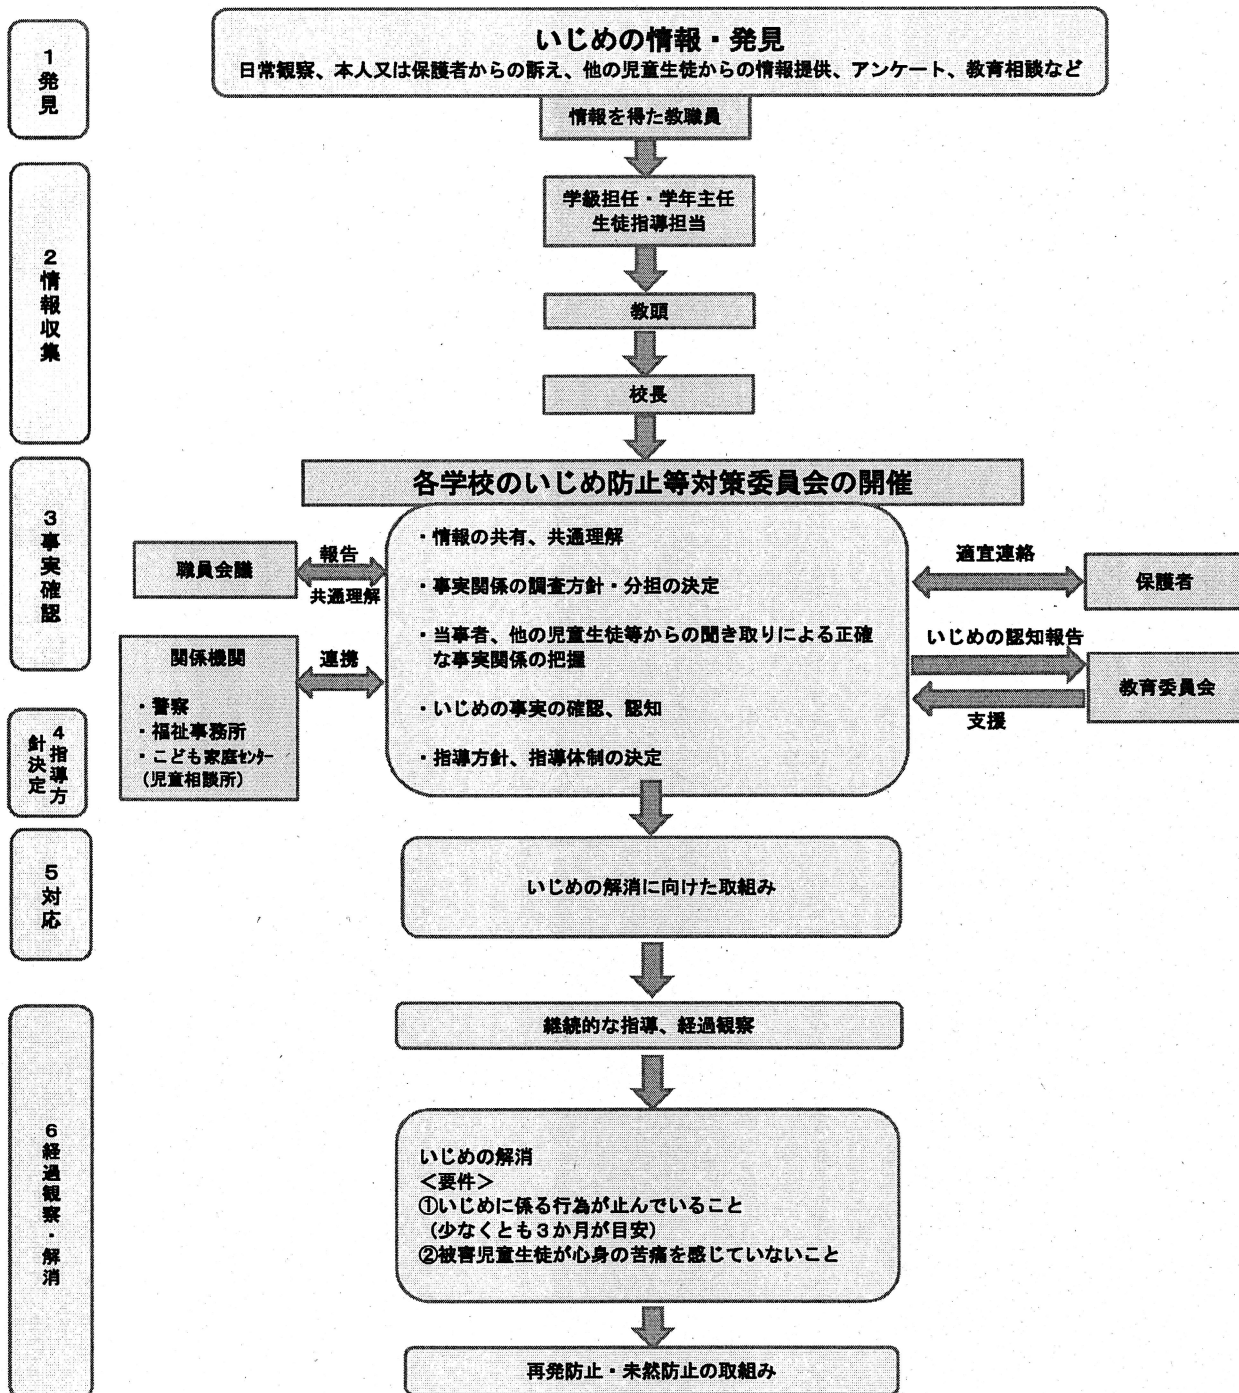 1発見
いじめの情報・発見
日常観察、本人又は保護者からの訴え、他の児童生徒からの情報提供、アンケート、教育相談など
情報を得た教職員
2情報収集
学級担任・学年主任
生徒指導担当
教頭
校長
3事実確認
各学校のいじめ防止等対策委員会の開催
・情報の共有、共通理解
・事実関係の調査方針・分担の決定
・当事者、他の児童生徒等からの聞き取りによる正確
な事実関係の把握
・いじめの事実の確認、認知
・指導方針、指導体制の決定
職員会議
報告
共通理解
関係機関
・警察
・福祉事務所
・こども家庭センター
(児童相談所)
連携
適宜連絡
保護者
いじめの認知報告
教育委員会
支援
4指導方
針決定
5対応
いじめの解消に向けた取組み
6経過観察・解消
継続的な指導、経過観察
いじめの解消
<要件>
①いじめに係る行為が止んでいること
(少なくとも3か月が目安)
②被害児童生徒が心身の苦痛を感じていないこと
再発防止・未然防止の取組み